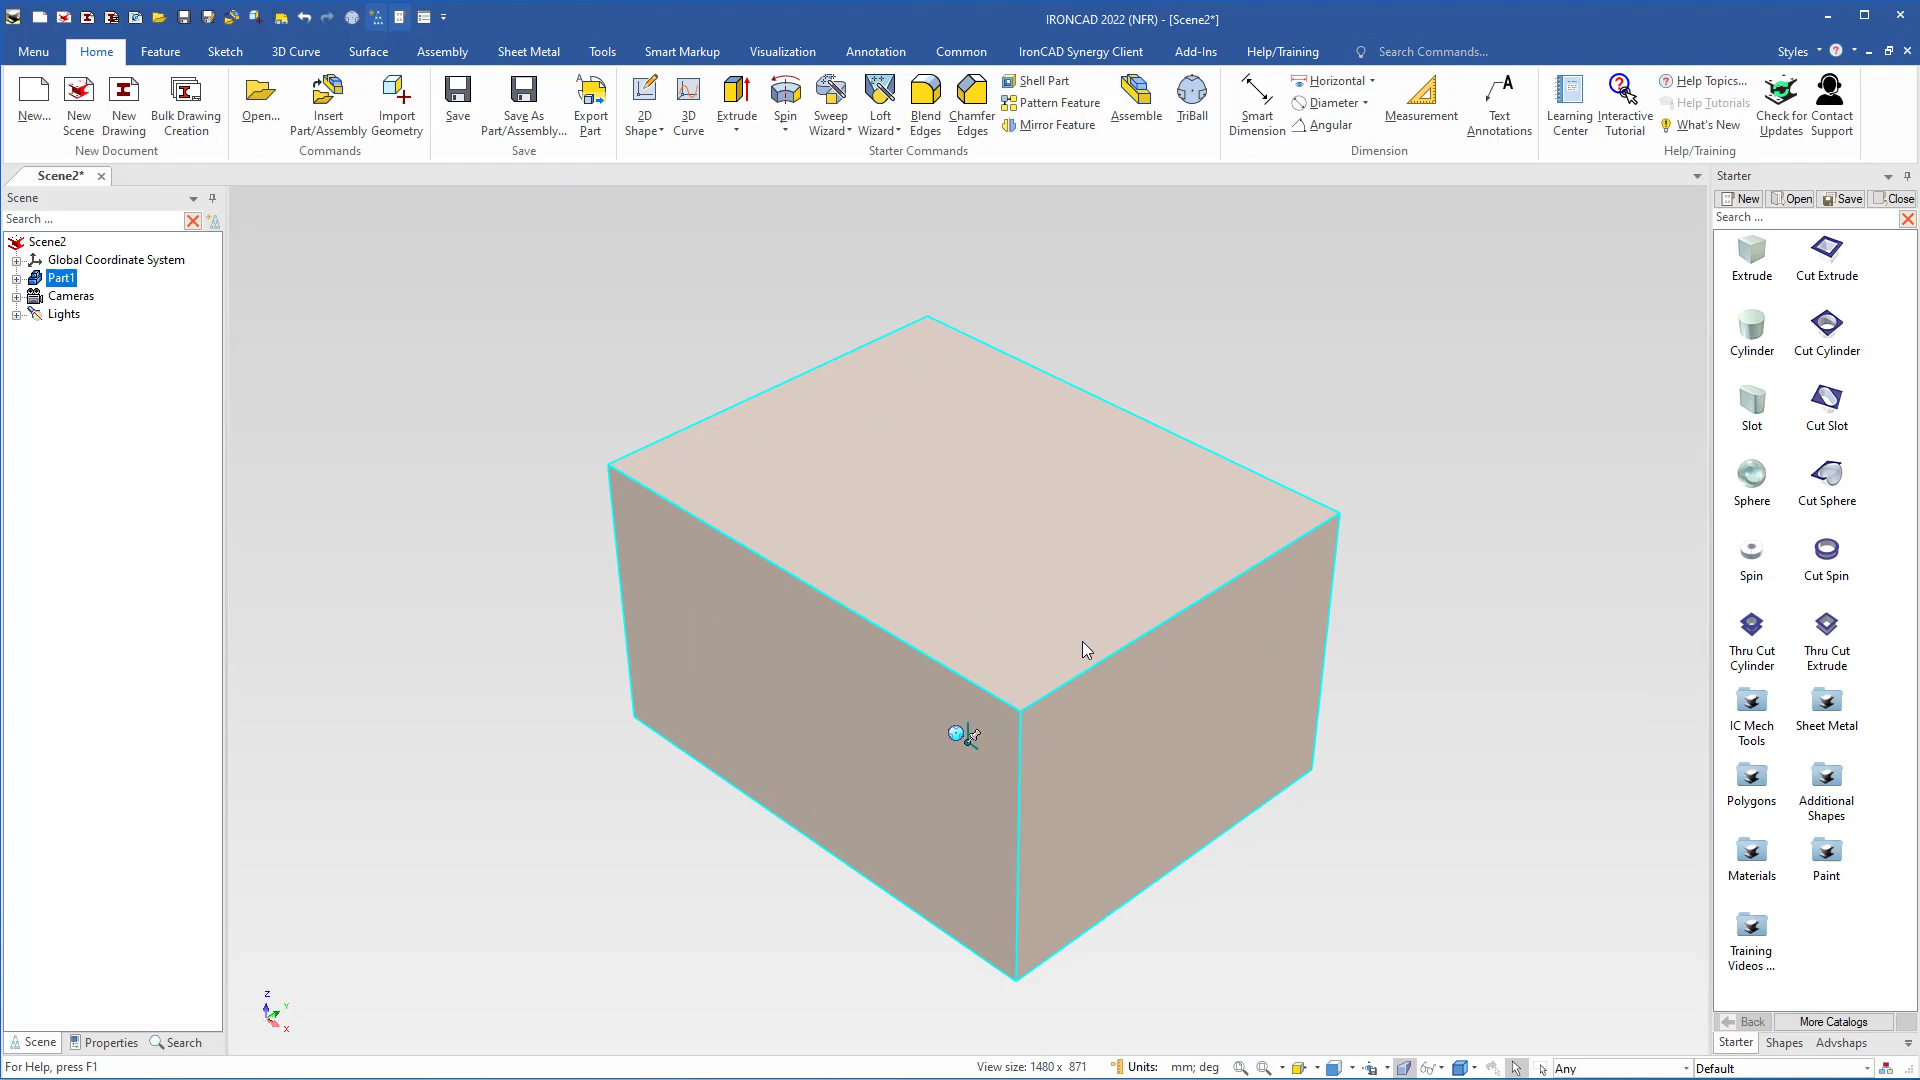 IRONCAD 2022 (NFR) - [Scene2*]
Menu Home Feature Sketch 3D Curve Surface Assembly Sheet Metal Tools Smart Markup Visualization Annotation Common IronCAD Synergy Client Add-Ins Help/Training Search Commands... Styles
New... New Scene New Drawing Bulk Drawing Creation
New Document
Open... Insert Part/Assembly Import Geometry
Commands
Save Save As Part/Assembly... Export Part
Save
2D Shape 3D Curve Extrude Spin Sweep Wizard Loft Wizard Blend Edges Chamfer Edges
Shell Part
Pattern Feature
Mirror Feature
Assemble TriBall
Starter Commands
Smart Dimension
Horizontal
Diameter
Angular
Measurement Text Annotations
Dimension
Learning Center Interactive Tutorial
Help Topics...
Help Tutorials
What's New
Check for Updates Contact Support
Help/Training
Scene2*
Scene
Search ...
Scene2
Global Coordinate System
Part1
Cameras
Lights
Z
Y
X
Starter
New Open Save Close
Search ...
Extrude Cut Extrude
Cylinder Cut Cylinder
Slot Cut Slot
Sphere Cut Sphere
Spin Cut Spin
Thru Cut Cylinder Thru Cut Extrude
IC Mech Tools Sheet Metal
Polygons Additional Shapes
Materials Paint
Training Videos ...
Back More Catalogs
Starter Shapes Advshaps
Scene Properties Search
For Help, press F1
View size: 1480 x 871 Units: mm; deg Any Default